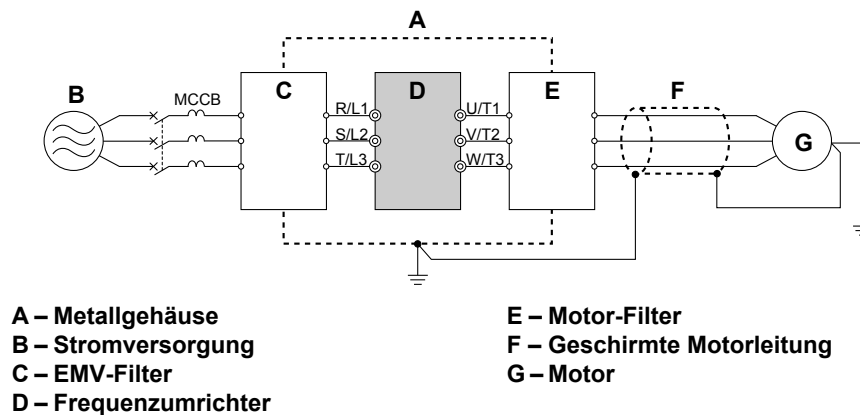 A
B
MCCB
C
R/L1
S/L2
T/L3
D
U/T1
V/T2
W/T3
E
F
G
A – Metallgehäuse
B – Stromversorgung
C – EMV-Filter
D – Frequenzumrichter
E – Motor-Filter
F – Geschirmte Motorleitung
G – Motor